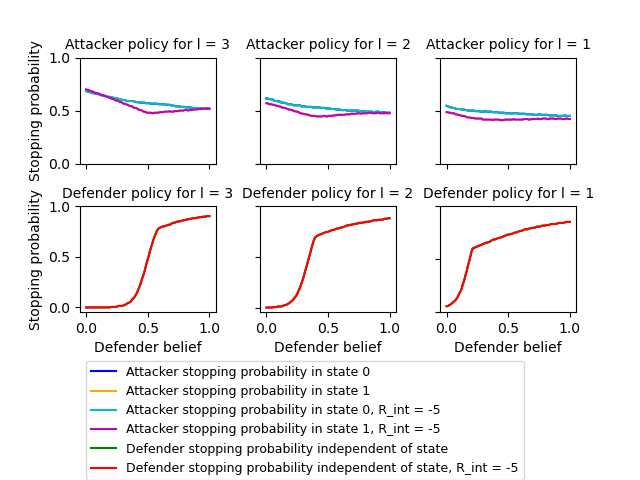 Attacker policy for l = 3 Attacker policy for l = 2 Attacker policy for l = 1
Stopping probability
1.0
0.5
0.0
Defender policy for l = 3 Defender policy for l = 2 Defender policy for l = 1
Stopping probability
1.0
0.5
0.0
0.0 0.5 1.0 0.0 0.5 1.0 0.0 0.5 1.0
Defender belief Defender belief Defender belief
Attacker stopping probability in state 0
Attacker stopping probability in state 1
Attacker stopping probability in state 0, R_int = -5
Attacker stopping probability in state 1, R_int = -5
Defender stopping probability independent of state
Defender stopping probability independent of state, R_int = -5